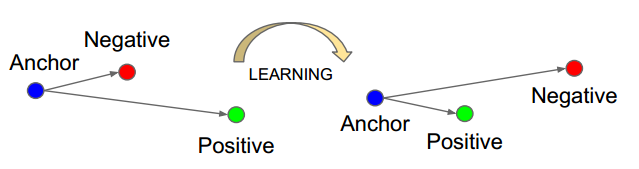 Negative
Anchor
Positive
LEARNING
Anchor
Positive
Negative